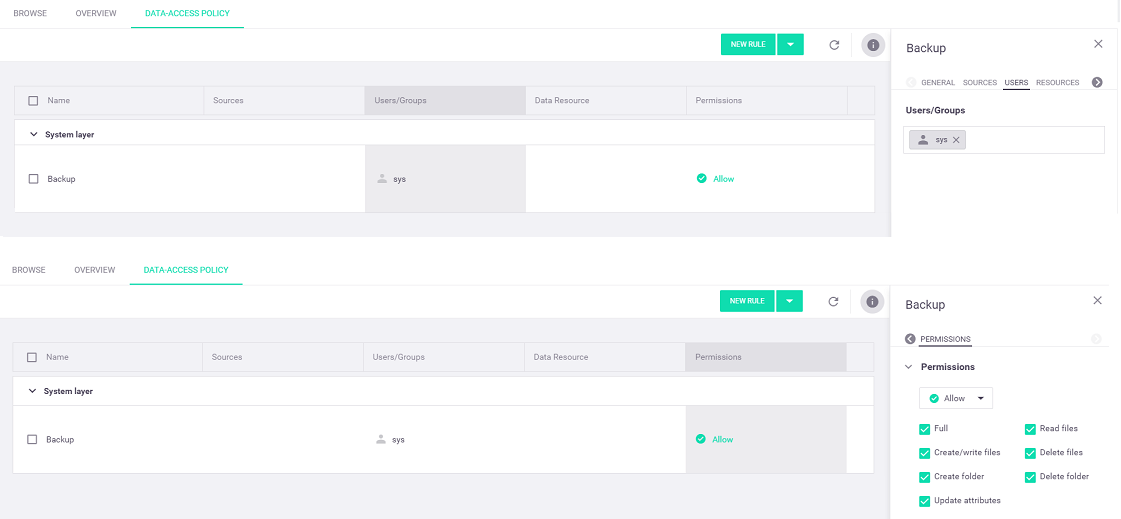 BROWSE OVERVIEW DATA-ACCESS POLICY
NEW RULE
Backup
GENERAL SOURCES USERS RESOURCES
Name Sources Users/Groups Data Resource Permissions
Users/Groups
System layer
sys
Backup sys Allow
BROWSE OVERVIEW DATA-ACCESS POLICY
NEW RULE
Backup
PERMISSIONS
Name Sources Users/Groups Data Resource Permissions
Permissions
System layer
Allow
Backup sys Allow
Full Read files
Create/write files Delete files
Create folder Delete folder
Update attributes